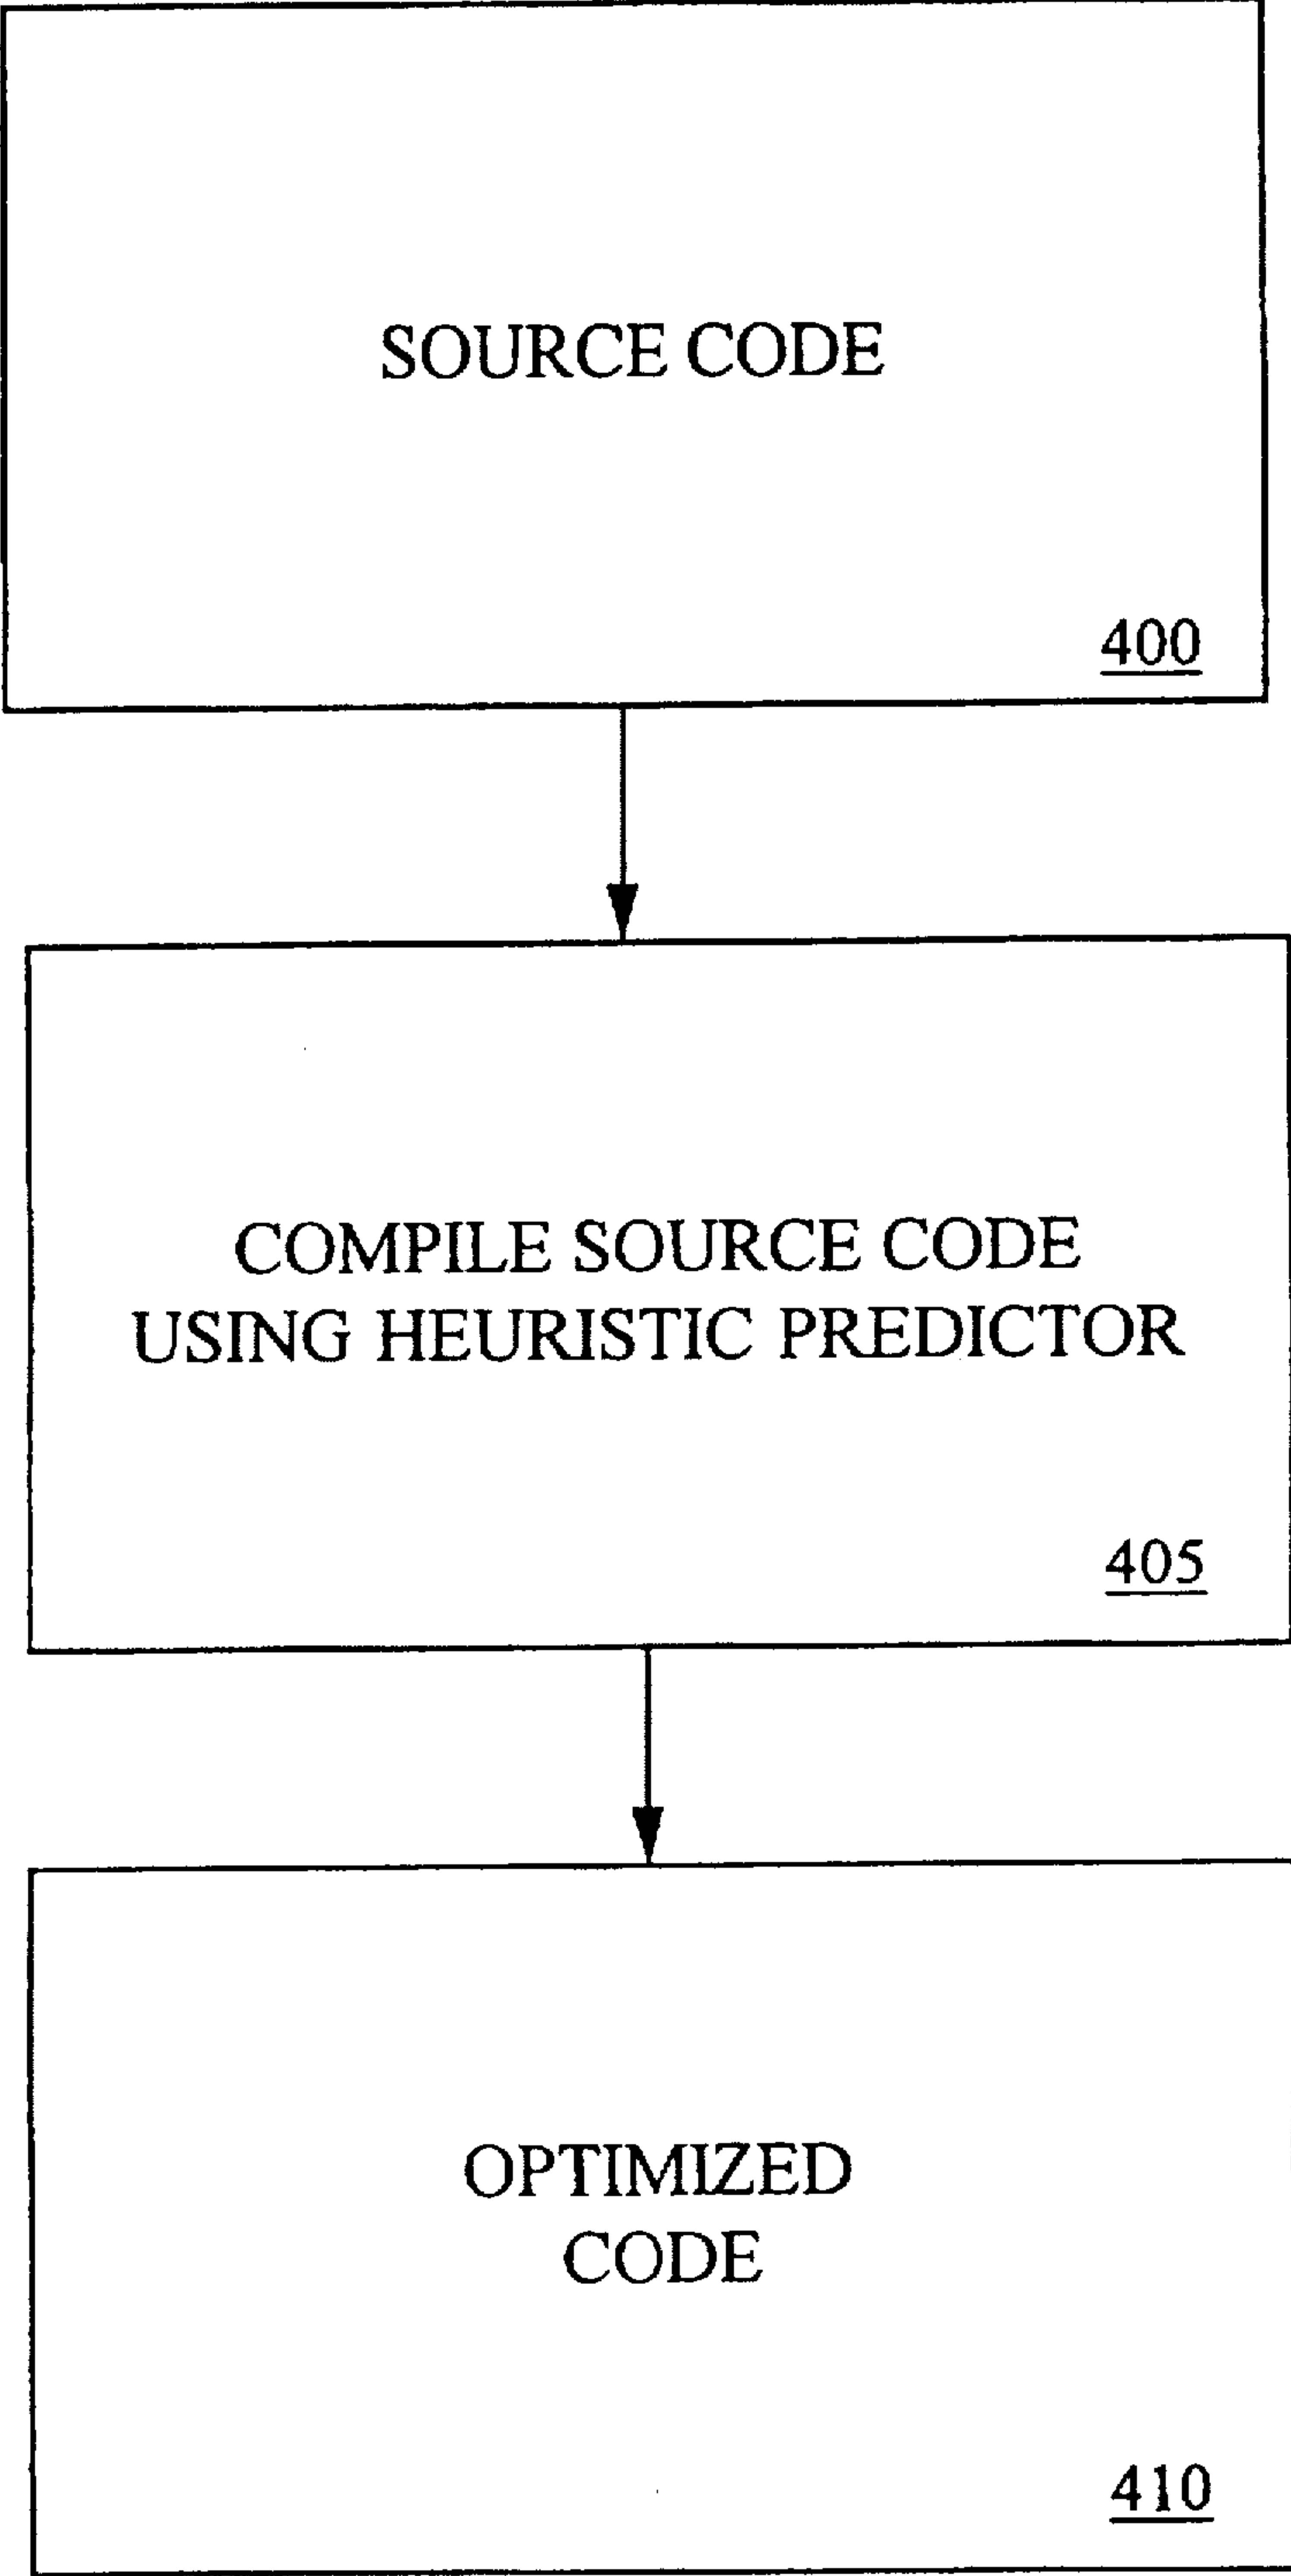 SOURCE CODE
400
COMPILE SOURCE CODE
USING HEURISTIC PREDICTOR
405
OPTIMIZED
CODE
410